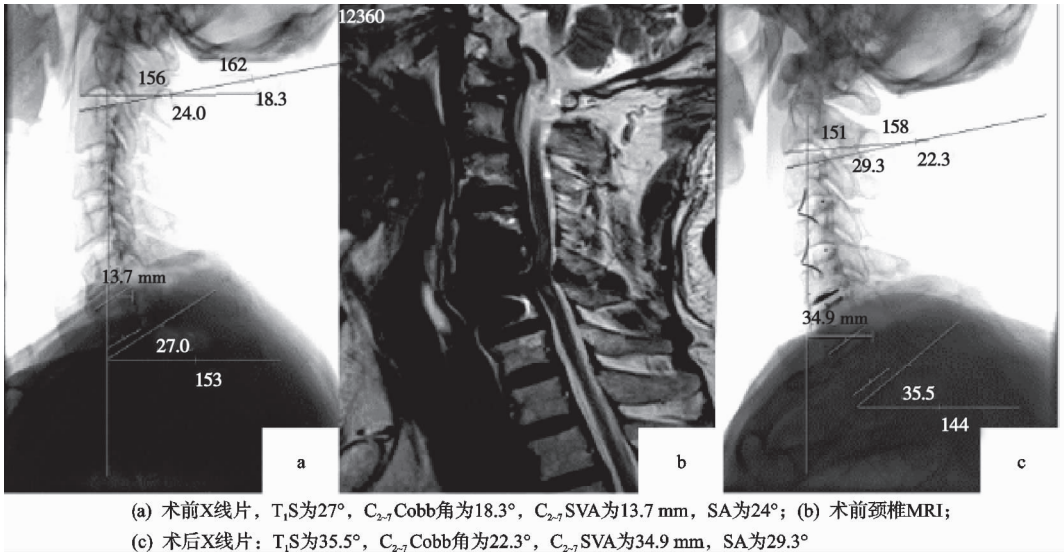 12360
162
156
24.0
18.3
13.7 mm
27.0
153
a
b
151
158
29.3
22.3
34.9 mm
35.5
144
c
(a) 术前X线片，T₁S为27°，C₂~₇Cobb角为18.3°，C₂~₇SVA为13.7 mm，SA为24°；(b) 术前颈椎MRI；
(c) 术后X线片：T₁S为35.5°，C₂~₇Cobb角为22.3°，C₂~₇SVA为34.9 mm，SA为29.3°